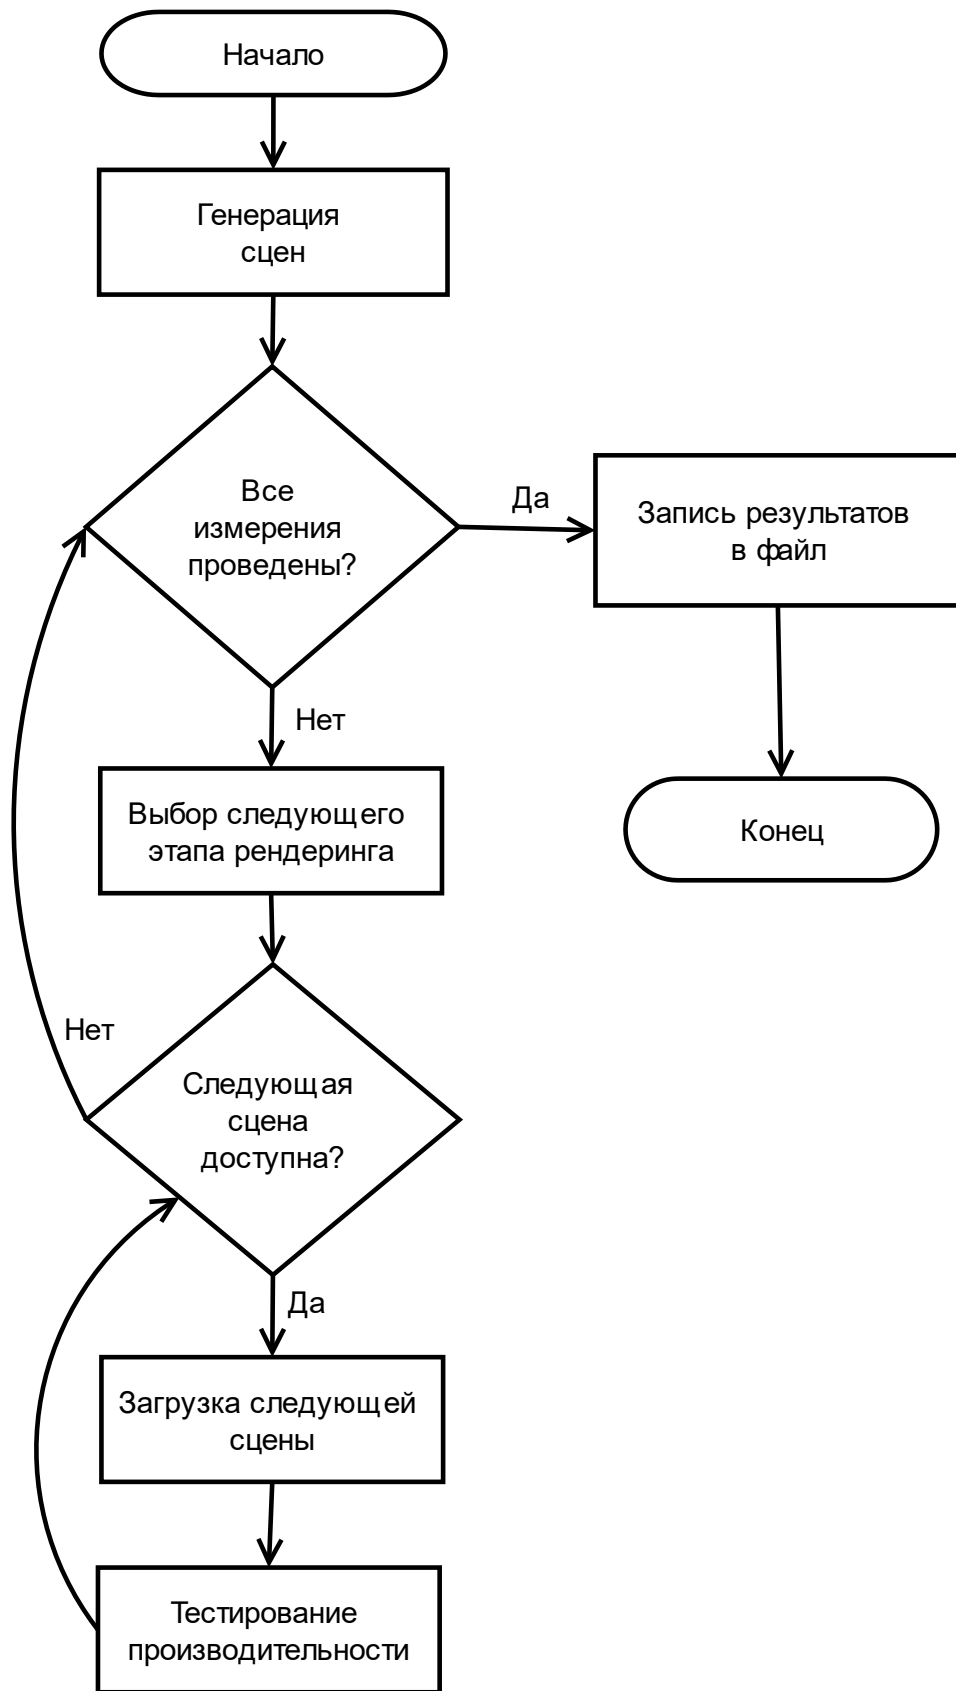 Начало
Генерация
сцен
Все
измерения
проведены?
Да
Запись результатов
в файл
Нет
Выбор следующего
этапа рендеринга
Конец
Нет
Следующая
сцена
доступна?
Да
Загрузка следующей
сцены
Тестирование
производительности